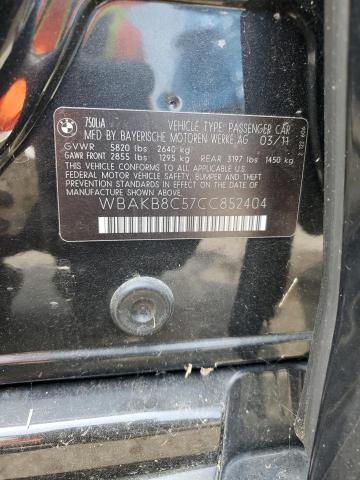 750LiA VEHICLE TYPE: PASSENGER CAR
MFD BY BAYERISCHE MOTOREN WERKE AG 03/11
GVWR 5820 lbs 2640 kg
GAWR FRONT 2855 lbs 1295 kg REAR 3197 lbs 1450 kg
THIS VEHICLE CONFORMS TO ALL APPLICABLE U.S. FEDERAL
MOTOR VEHICLE SAFETY, BUMPER AND THEFT
PREVENTION STANDARDS IN EFFECT ON THE DATE
OF MANUFACTURE SHOWN ABOVE.
WBAKB8C57CC852404